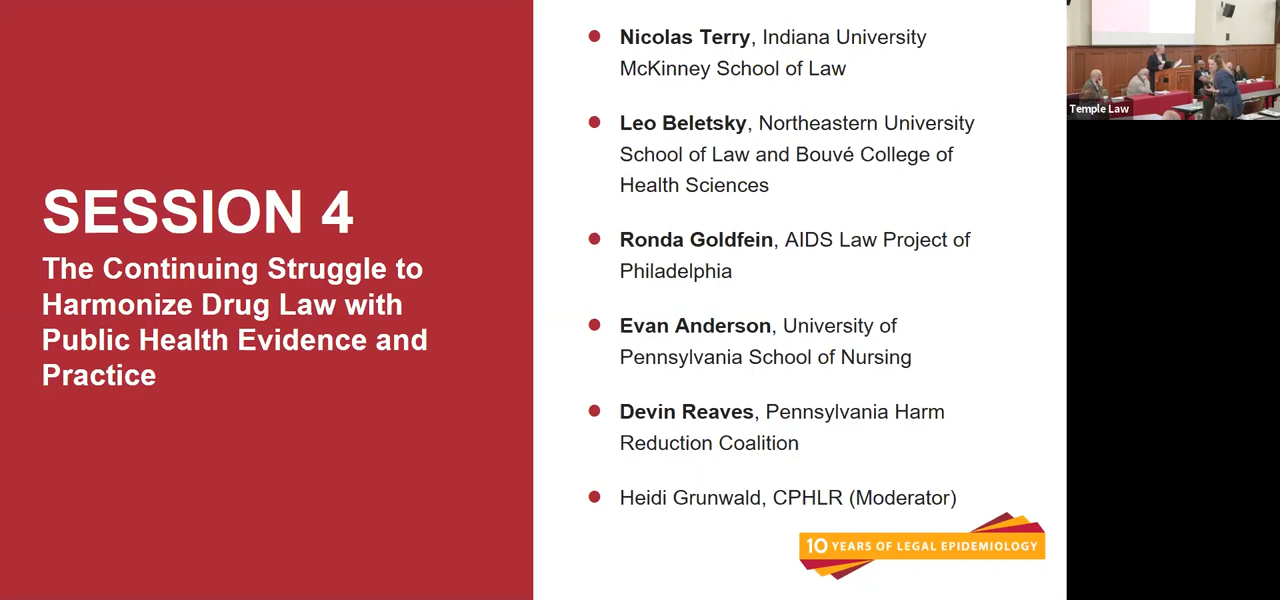 SESSION 4
The Continuing Struggle to
Harmonize Drug Law with
Public Health Evidence and
Practice
Nicolas Terry, Indiana University
McKinney School of Law
Leo Beletsky, Northeastern University
School of Law and Bouvé College of
Health Sciences
Ronda Goldfein, AIDS Law Project of
Philadelphia
Evan Anderson, University of
Pennsylvania School of Nursing
Devin Reaves, Pennsylvania Harm
Reduction Coalition
Heidi Grunwald, CPHLR (Moderator)
10 YEARS OF LEGAL EPIDEMIOLOGY
Temple Law